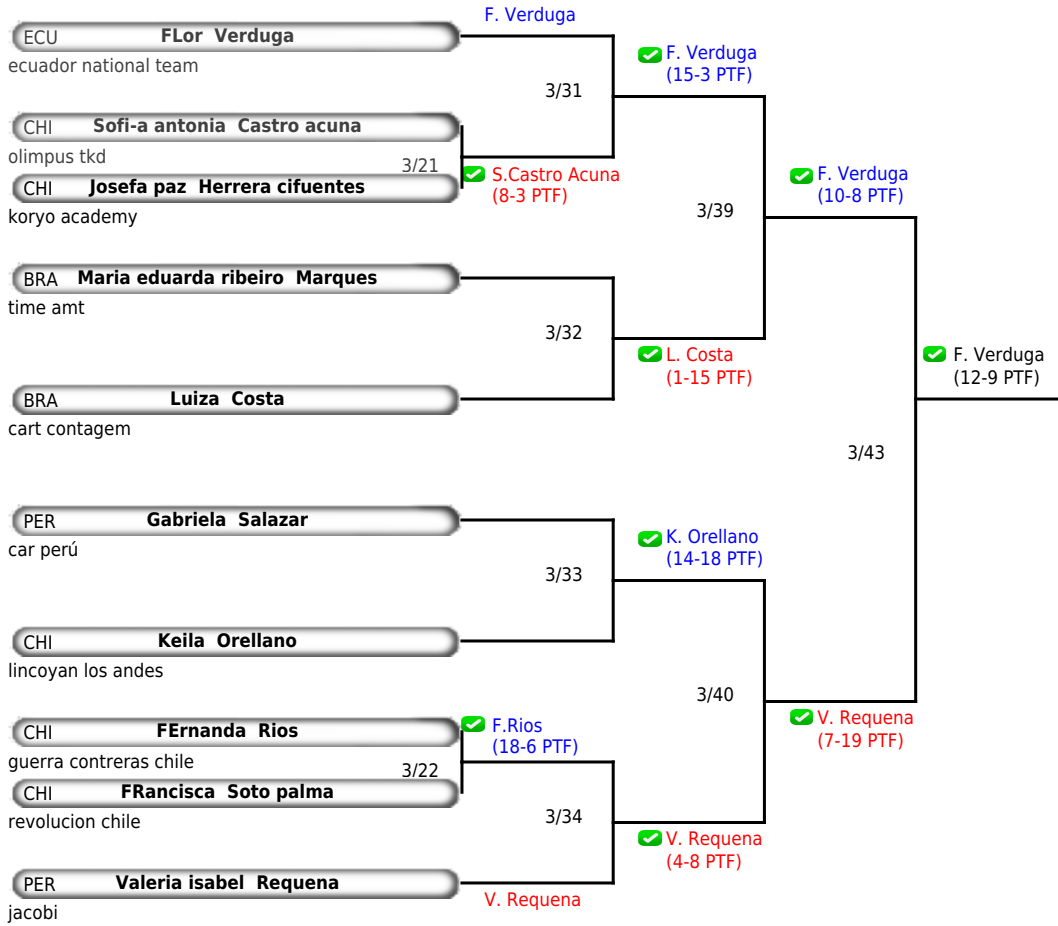 F. Verduga
ECU FLor Verduga
ecuador national team
F. Verduga
(15-3 PTF)
3/31
CHI Sofi-a antonia Castro acuna
olimpus tkd
3/21
S.Castro Acuna
(8-3 PTF)
CHI Josefa paz Herrera cifuentes
koryo academy
F. Verduga
(10-8 PTF)
3/39
BRA Maria eduarda ribeiro Marques
time amt
3/32
L. Costa
(1-15 PTF)
F. Verduga
(12-9 PTF)
BRA Luiza Costa
cart contagem
3/43
PER Gabriela Salazar
car perú
K. Orellano
(14-18 PTF)
3/33
CHI Keila Orellano
lincoyan los andes
3/40
V. Requena
(7-19 PTF)
CHI FErnanda Rios
guerra contreras chile
F.Rios
(18-6 PTF)
3/22
CHI FRancisca Soto palma
revolucion chile
3/34
V. Requena
(4-8 PTF)
PER Valeria isabel Requena
jacobi
V. Requena